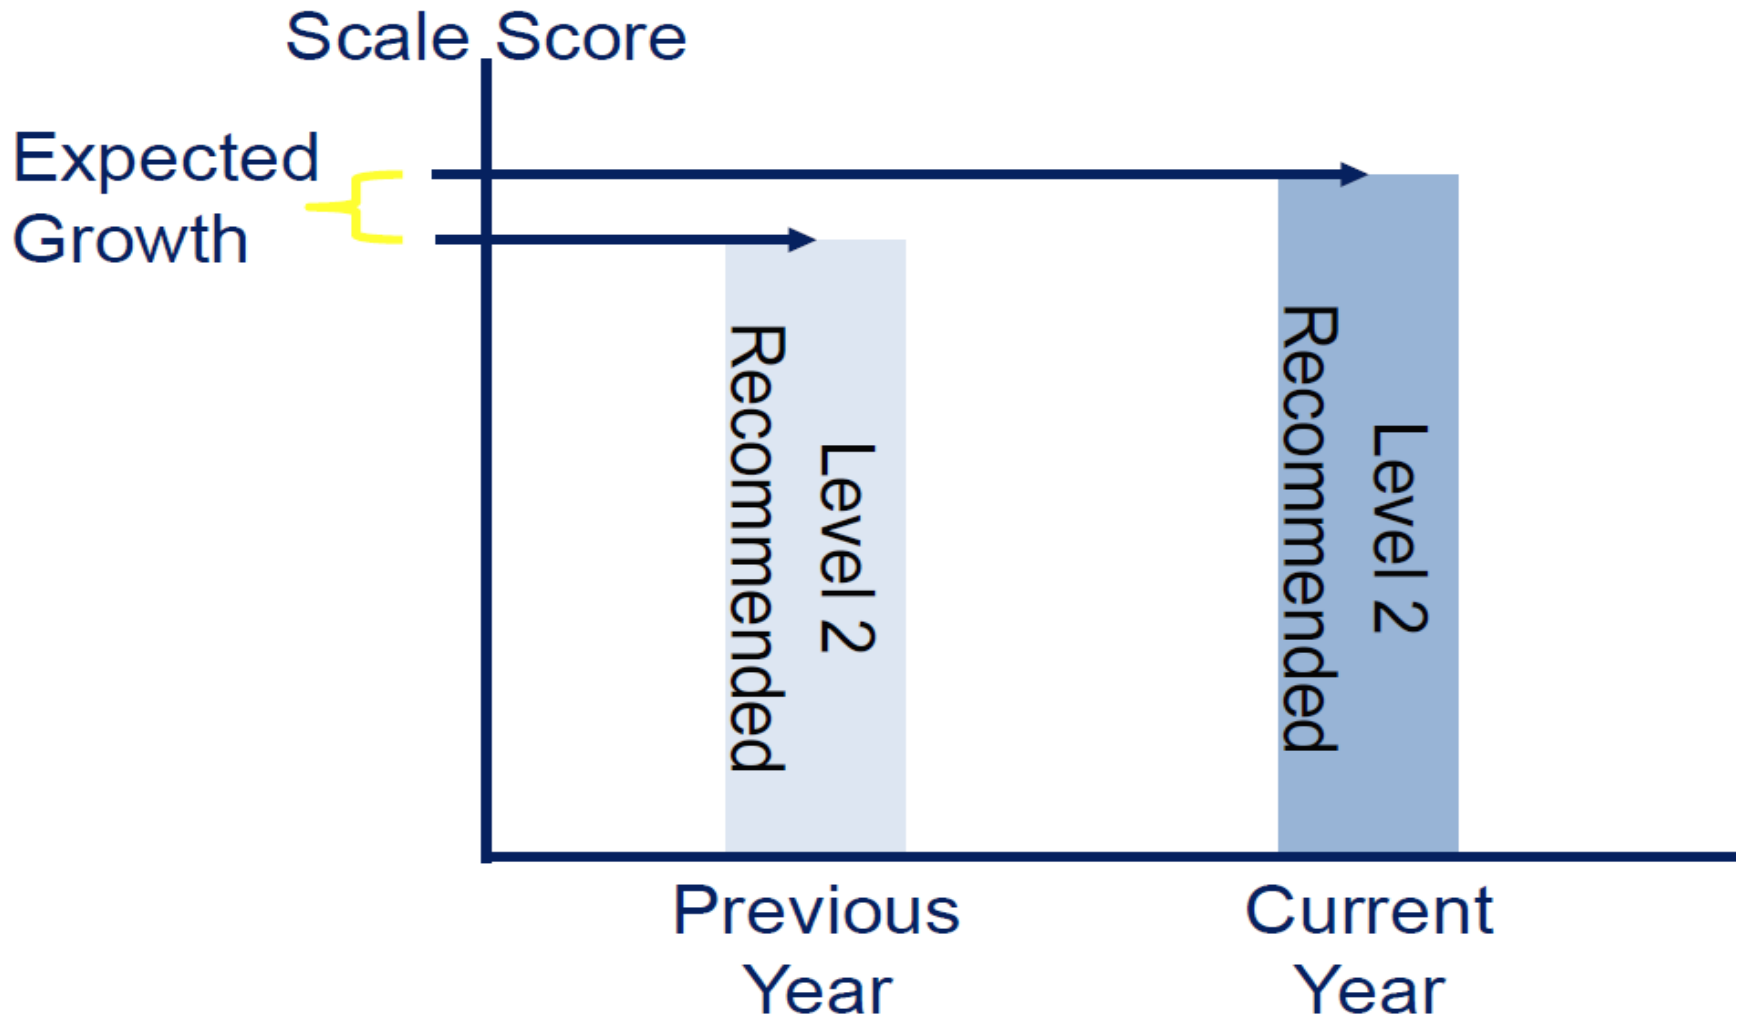 Scale Score
Expected
Growth
Level 2
Recommended
Level 2
Recommended
Previous
Year
Current
Year